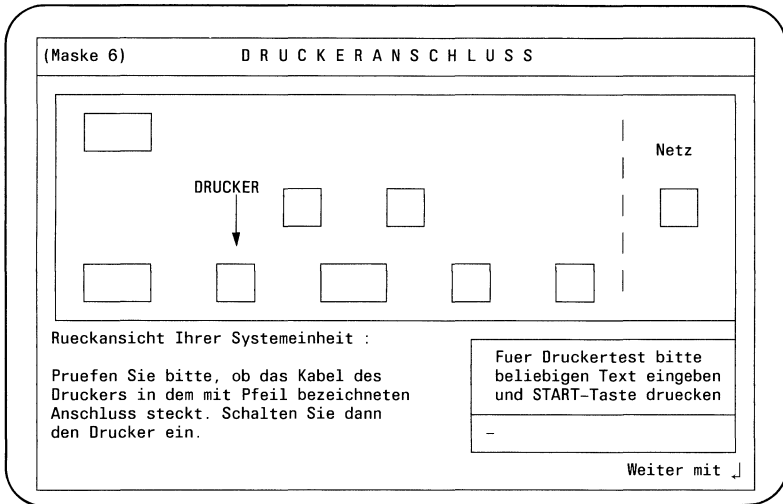 (Maske 6) D R U C K E R A N S C H L U S S
Netz
DRUCKER
Rueckansicht Ihrer Systemeinheit :
Pruefen Sie bitte, ob das Kabel des
Druckers in dem mit Pfeil bezeichneten
Anschluss steckt. Schalten Sie dann
den Drucker ein.
Fuer Druckertest bitte
beliebigen Text eingeben
und START-Taste druecken
_
Weiter mit ↵